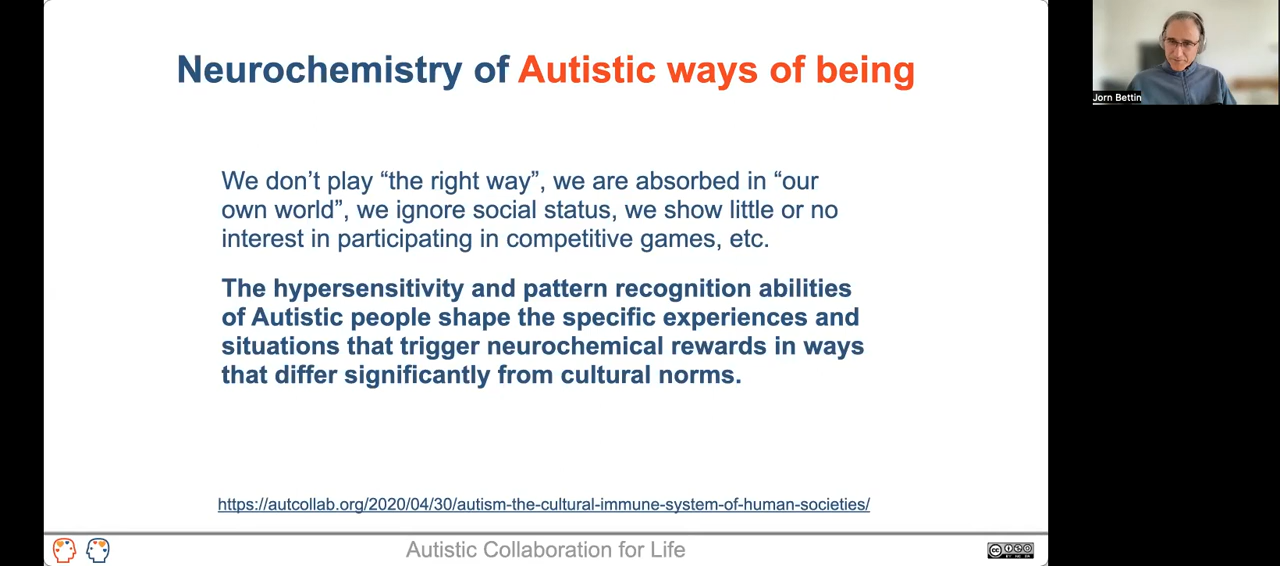 Neurochemistry of Autistic ways of being
Jorn Bettin
We don’t play “the right way”, we are absorbed in “our
own world”, we ignore social status, we show little or no
interest in participating in competitive games, etc.
The hypersensitivity and pattern recognition abilities
of Autistic people shape the specific experiences and
situations that trigger neurochemical rewards in ways
that differ significantly from cultural norms.
https://autcollab.org/2020/04/30/autism-the-cultural-immune-system-of-human-societies/
Autistic Collaboration for Life